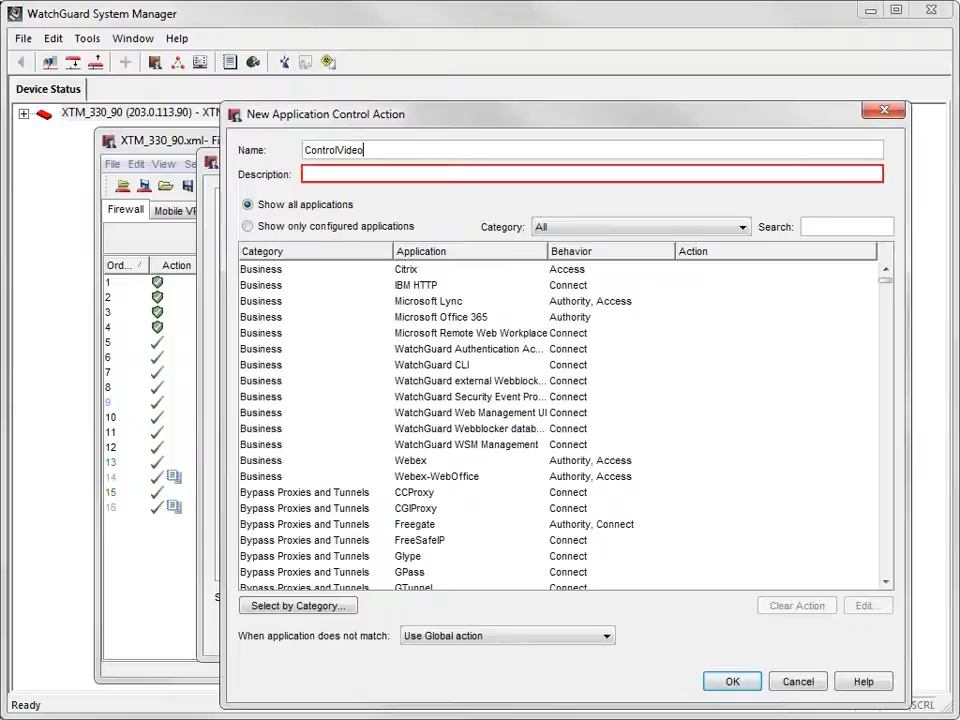 WatchGuard System Manager
File Edit Tools Window Help
Device Status
XTM_330_90 (203.0.113.90) - XTM
XTM_330_90.xml- Fi
File Edit View Se
Firewall Mobile VP
Ord... / Action
1
2
3
4
5
6
7
8
9
10
11
12
13
14
15
16
New Application Control Action
Name: ControlVideo
Description:
Show all applications
Show only configured applications Category: All Search:
Category Application Behavior Action
Business Citrix Access
Business IBM HTTP Connect
Business Microsoft Lync Authority, Access
Business Microsoft Office 365 Authority
Business Microsoft Remote Web Workplace Connect
Business WatchGuard Authentication Ac... Connect
Business WatchGuard CLI Connect
Business WatchGuard external Webblock... Connect
Business WatchGuard Security Event Pro... Connect
Business WatchGuard Web Management UI Connect
Business WatchGuard Webblocker datab... Connect
Business WatchGuard WSM Management Connect
Business Webex Authority, Access
Business Webex-WebOffice Authority, Access
Bypass Proxies and Tunnels CCProxy Connect
Bypass Proxies and Tunnels CGIProxy Connect
Bypass Proxies and Tunnels Freegate Authority, Connect
Bypass Proxies and Tunnels FreeSafeIP Connect
Bypass Proxies and Tunnels Glype Connect
Bypass Proxies and Tunnels GPass Connect
Bypass Proxies and Tunnels GTunnel Connect
Select by Category... Clear Action Edit...
When application does not match: Use Global action
OK Cancel Help
Ready SCRL